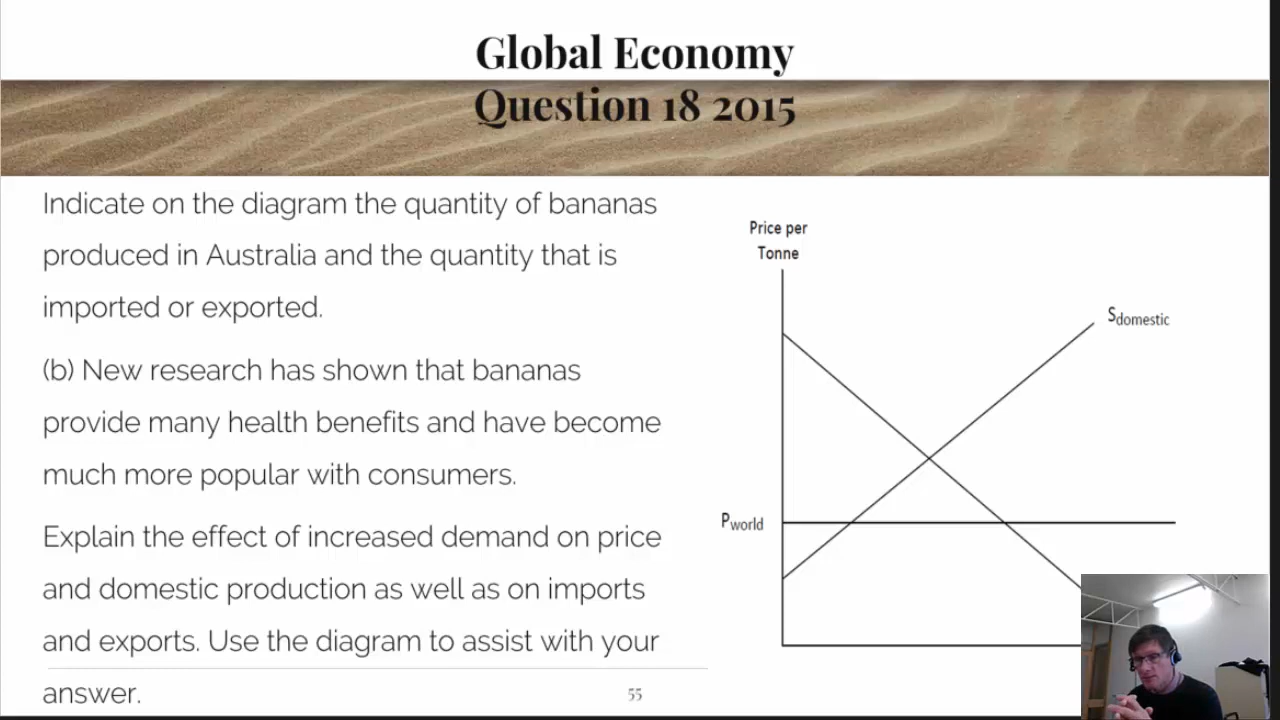 Global Economy
Question 18 2015
Indicate on the diagram the quantity of bananas
produced in Australia and the quantity that is
imported or exported.
(b) New research has shown that bananas
provide many health benefits and have become
much more popular with consumers.
Explain the effect of increased demand on price
and domestic production as well as on imports
and exports. Use the diagram to assist with your
answer.
Price per
Tonne
Sdomestic
Pworld
55